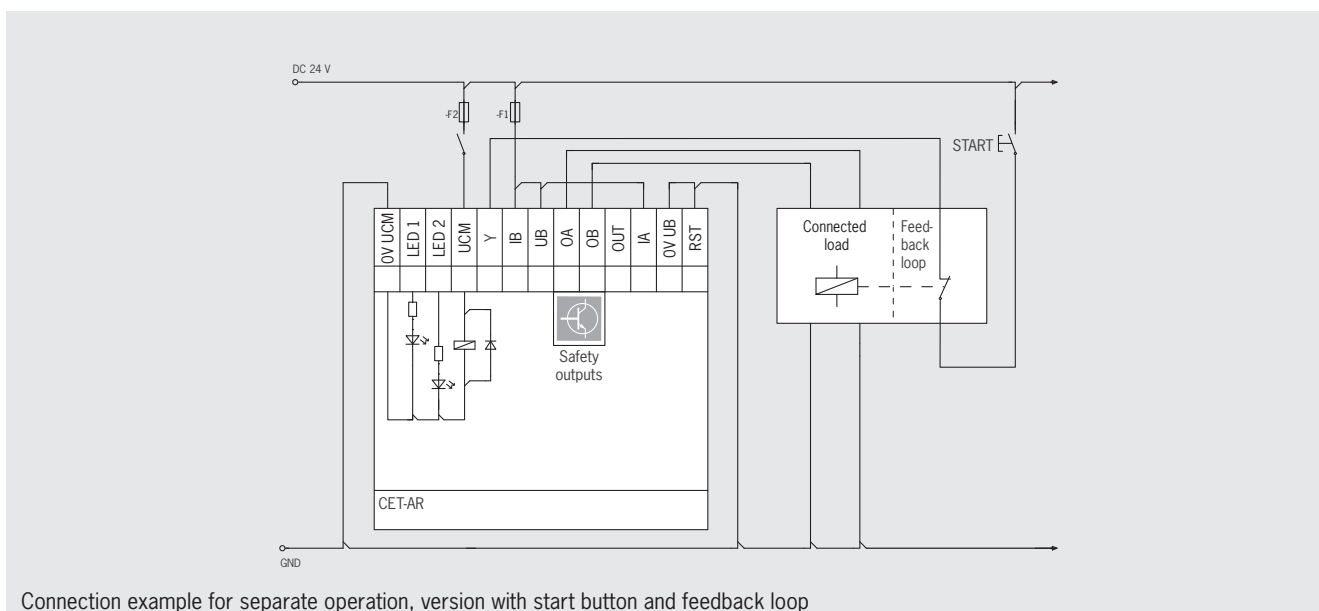 DC 24 V
-F2
-F1
START
0V UCM
LED 1
LED 2
UCM
Y
IB
UB
OA
OB
OUT
IA
0V UB
RST
Connected
load
Feed-
back
loop
Safety
outputs
CET-AR
GND
Connection example for separate operation, version with start button and feedback loop